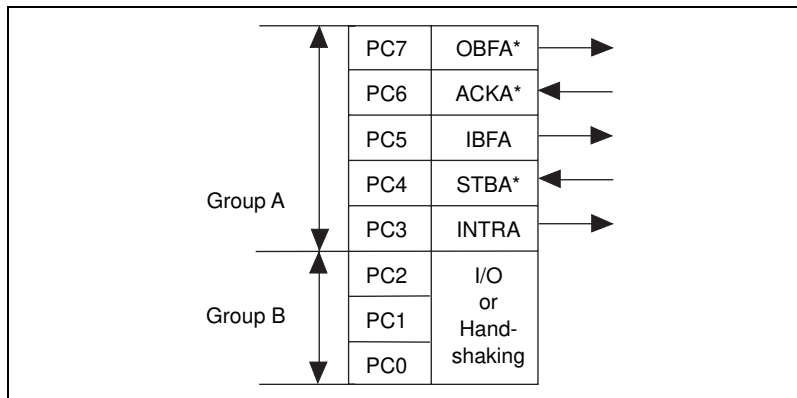 PC7 OBFA*
PC6 ACKA*
PC5 IBFA
PC4 STBA*
Group A
PC3 INTRA
PC2 I/O
or
Group B PC1 Hand-
shaking
PC0